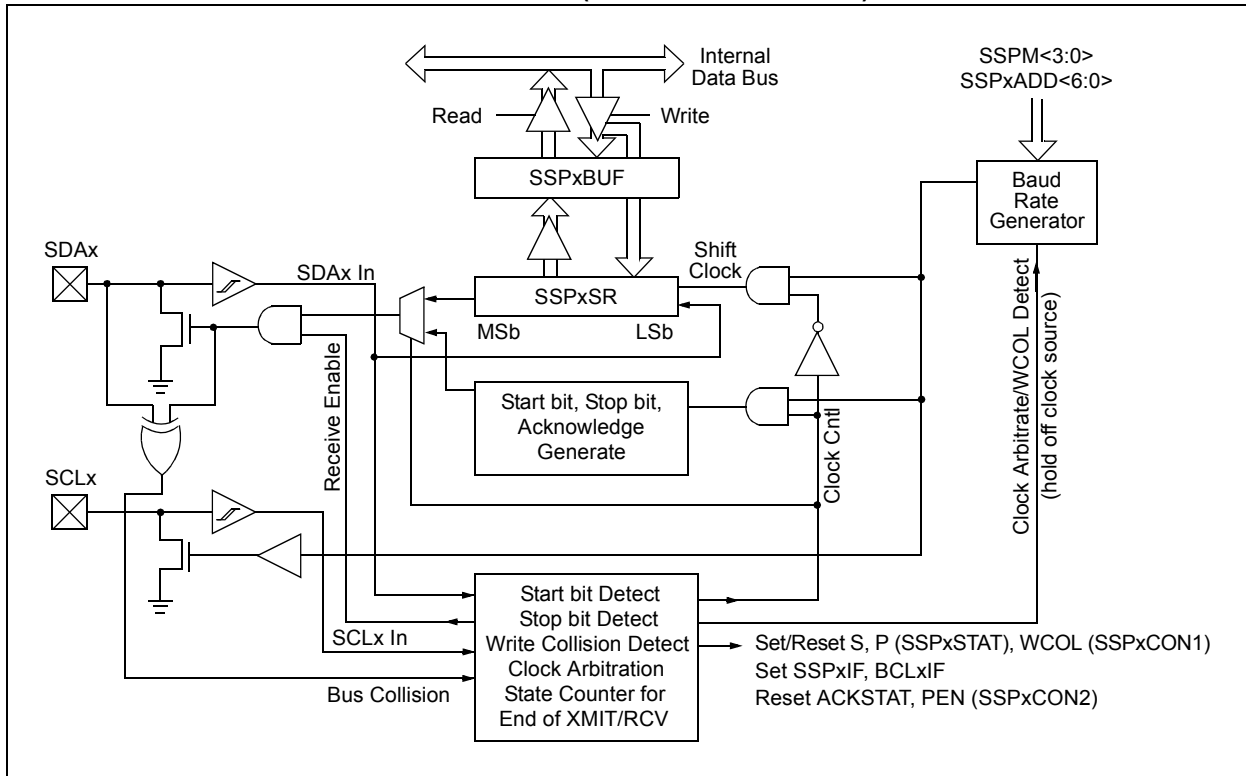 Internal
Data Bus
SSPM<3:0>
SSPxADD<6:0>
Read
Write
SSPxBUF
Baud
Rate
Generator
SDAx
SDAx In
Shift
Clock
SSPxSR
MSb
LSb
Receive Enable
Start bit, Stop bit,
Acknowledge
Generate
Clock Cntl
Clock Arbitrate/WCOL Detect
(hold off clock source)
SCLx
SCLx In
Bus Collision
Start bit Detect
Stop bit Detect
Write Collision Detect
Clock Arbitration
State Counter for
End of XMIT/RCV
Set/Reset S, P (SSPxSTAT), WCOL (SSPxCON1)
Set SSPxIF, BCLxIF
Reset ACKSTAT, PEN (SSPxCON2)